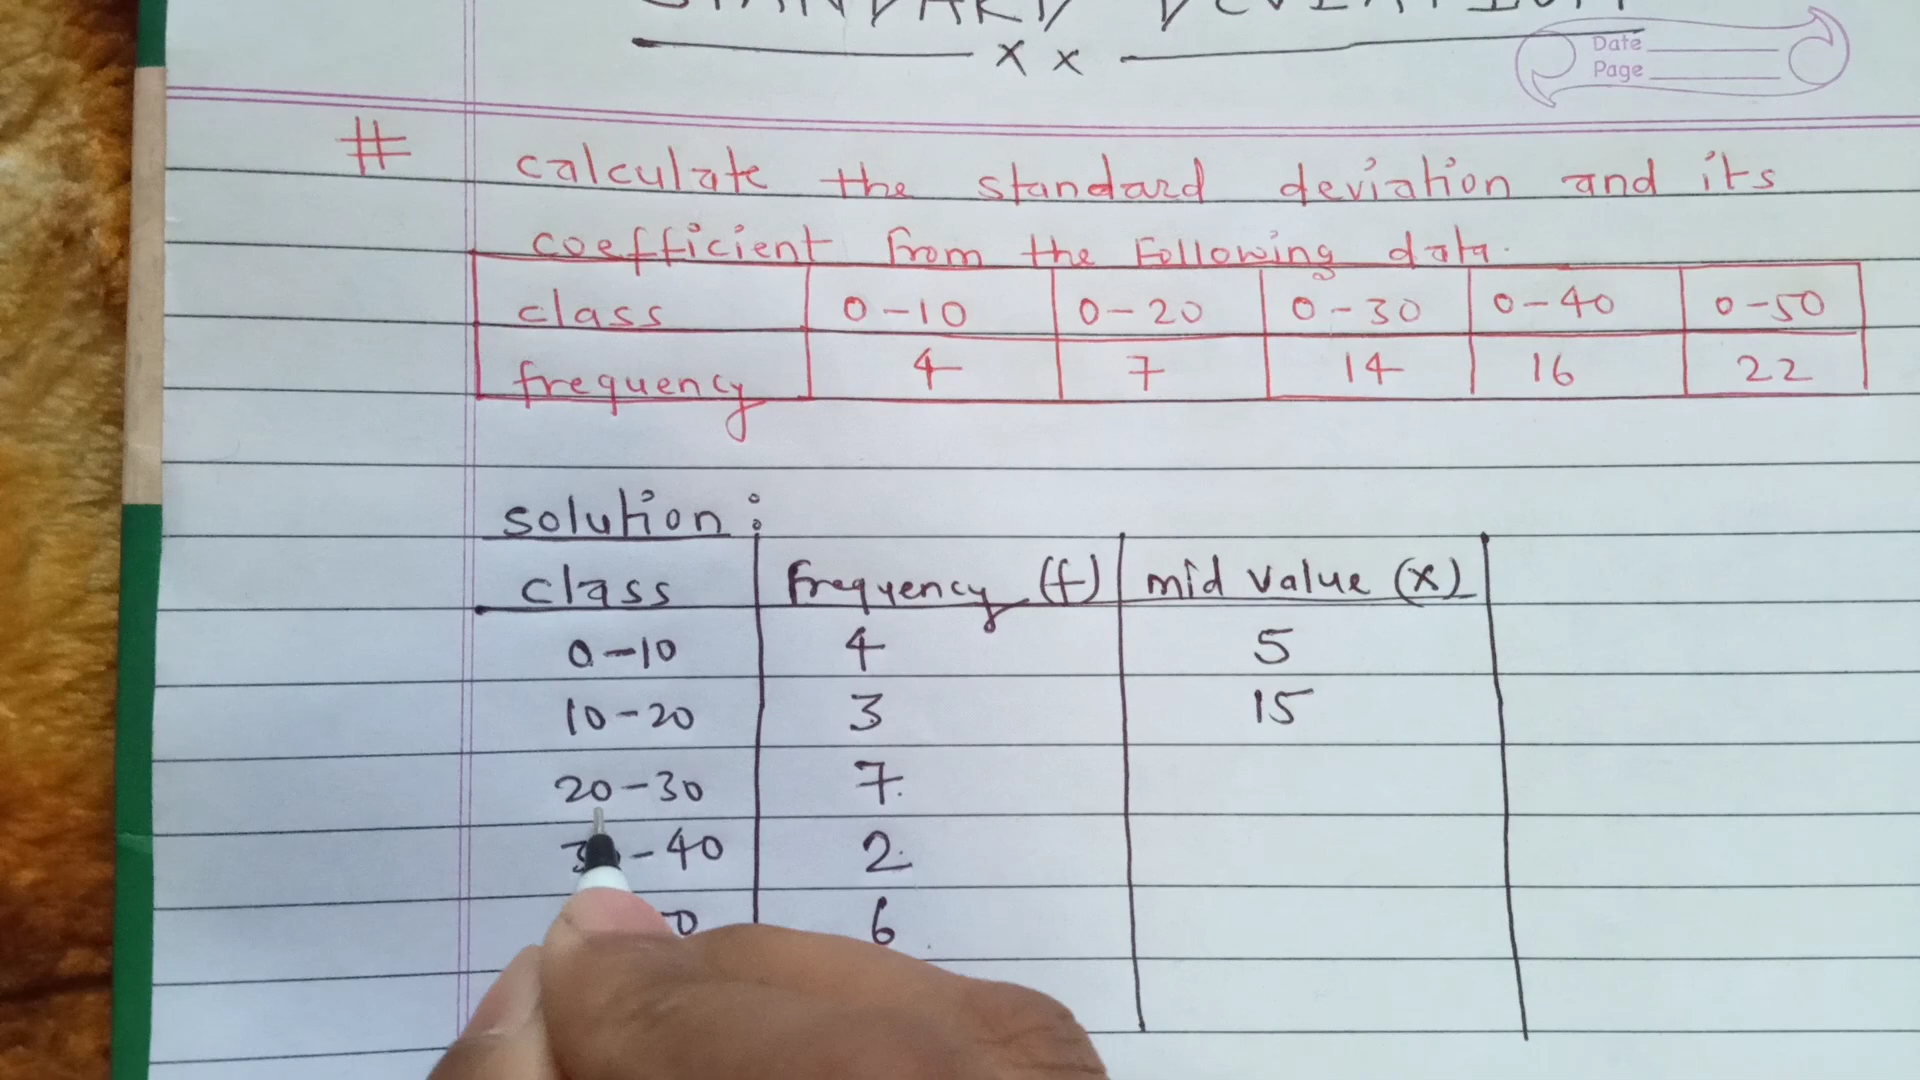 STANDARD DEVIATION
x x
Date
Page
# calculate the standard deviation and its
coefficient from the following data.
class 0-10 0-20 0-30 0-40 0-50
frequency 4 7 14 16 22
solution :
class frequency (f) mid value (x)
0-10 4 5
10-20 3 15
20-30 7
-40 2
6